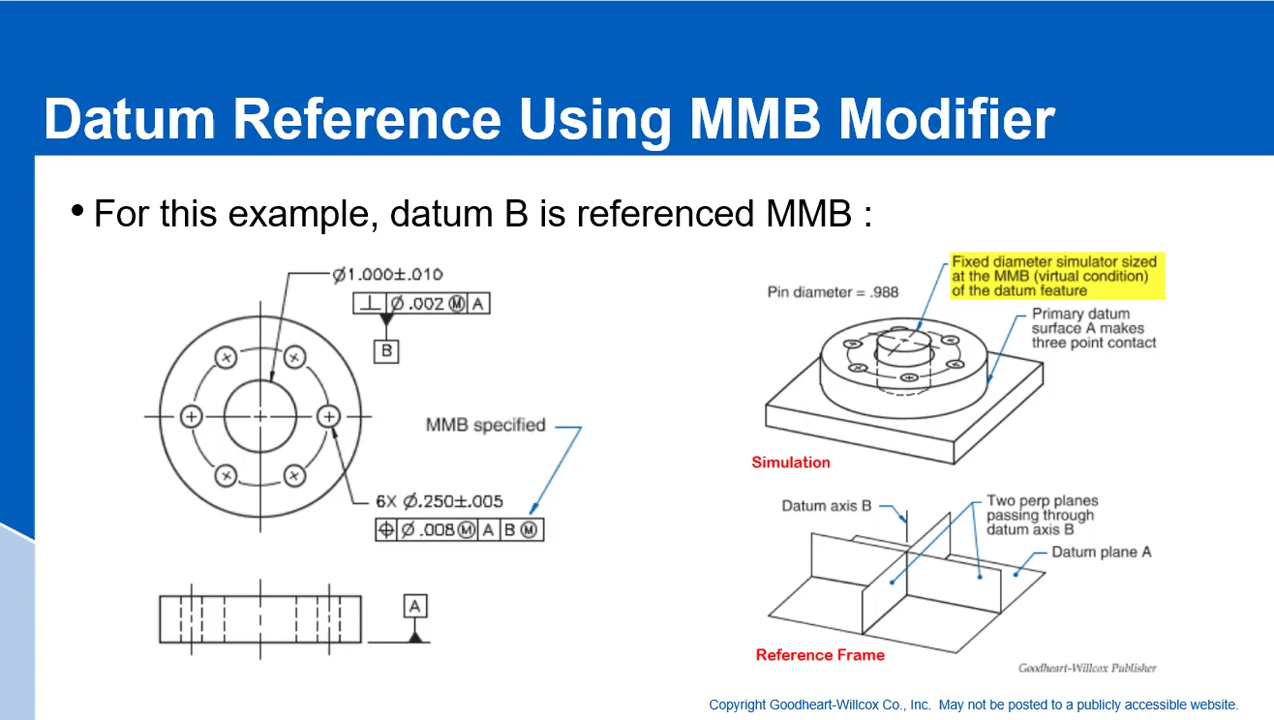 Datum Reference Using MMB Modifier
• For this example, datum B is referenced MMB :
Ø1.000±.010
⊥ Ø .002 Ⓜ A
B
MMB specified
6X Ø.250±.005
⌖ Ø .008 Ⓜ A B Ⓜ
A
Fixed diameter simulator sized
at the MMB (virtual condition)
of the datum feature
Pin diameter = .988
Primary datum
surface A makes
three point contact
Simulation
Datum axis B
Two perp planes
passing through
datum axis B
Datum plane A
Reference Frame
Goodheart-Willcox Publisher
Copyright Goodheart-Willcox Co., Inc. May not be posted to a publicly accessible website.